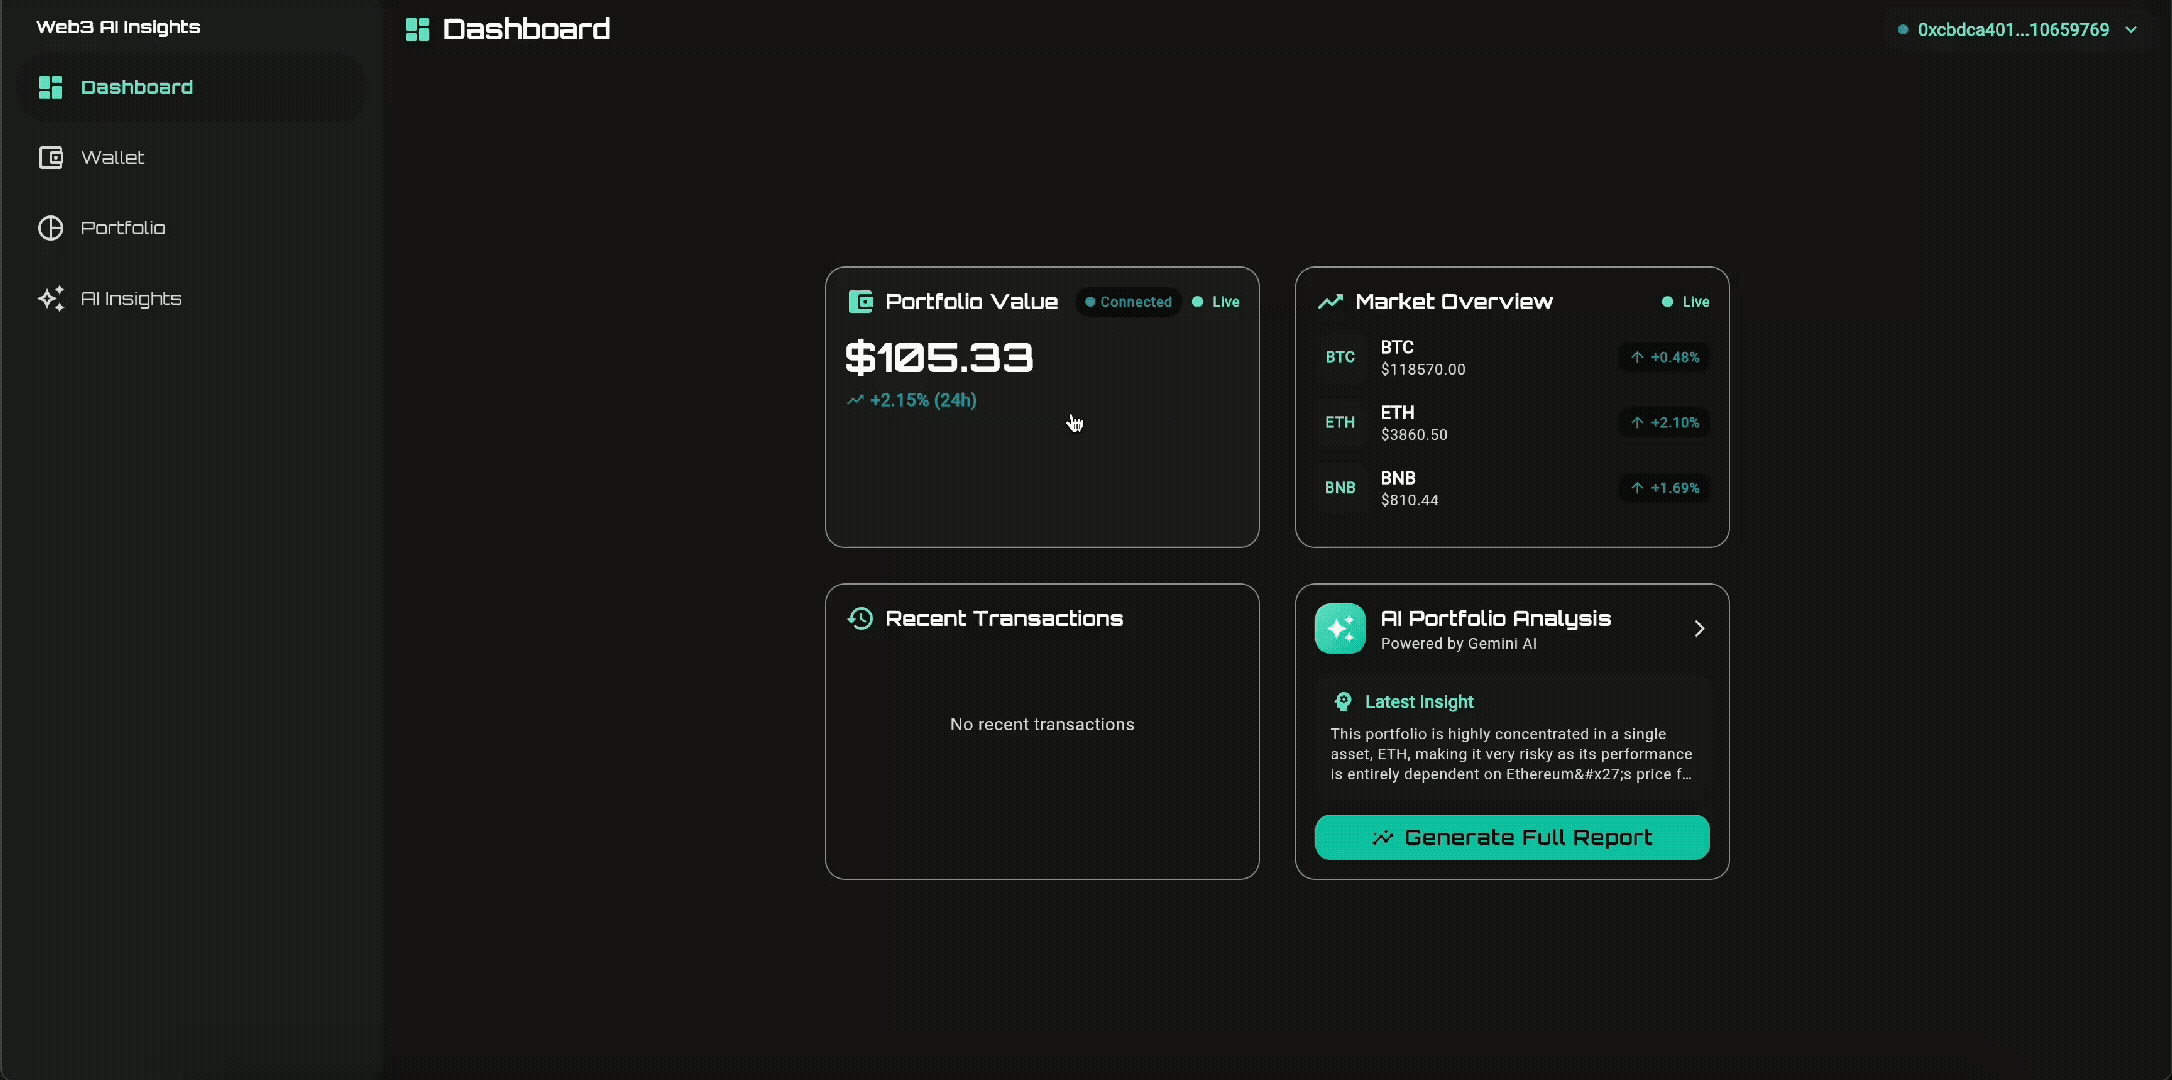 Web3 AI Insights
Dashboard
Wallet
Portfolio
AI Insights
Dashboard
0xcbdca401...10659769
Portfolio Value
Connected
Live
$105.33
+2.15% (24h)
Market Overview
Live
BTC
BTC
$118570.00
+0.48%
ETH
ETH
$3860.50
+2.10%
BNB
BNB
$810.44
+1.69%
Recent Transactions
No recent transactions
AI Portfolio Analysis
Powered by Gemini AI
Latest Insight
This portfolio is highly concentrated in a single
asset, ETH, making it very risky as its performance
is entirely dependent on Ethereum&#x27;s price f...
Generate Full Report